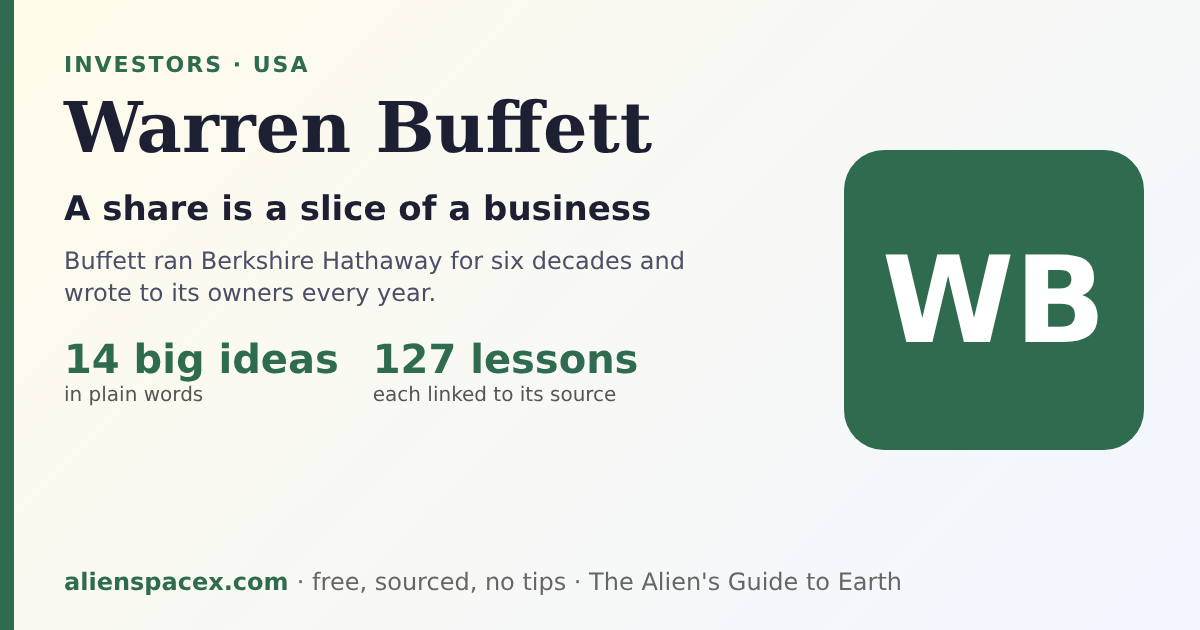 INVESTORS · USA
Warren Buffett
A share is a slice of a business
Buffett ran Berkshire Hathaway for six decades and
wrote to its owners every year.
14 big ideas
in plain words
127 lessons
each linked to its source
WB
alienspacex.com · free, sourced, no tips · The Alien's Guide to Earth